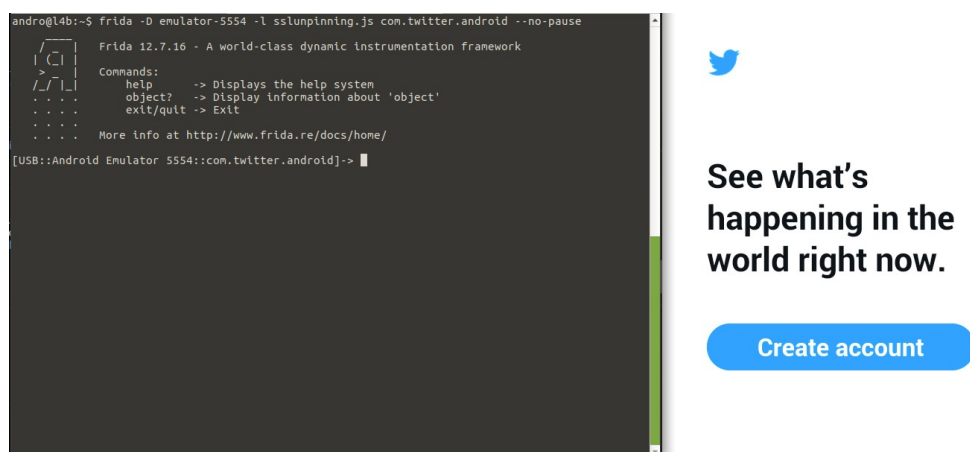 andro@l4b:~$ frida -D emulator-5554 -l sslunpinning.js com.twitter.android --no-pause
     ____
    / _  |   Frida 12.7.16 - A world-class dynamic instrumentation framework
   | (_| |
    > _  |   Commands:
   /_/ |_|       help      -> Displays the help system
   . . . .       object?   -> Display information about 'object'
   . . . .       exit/quit -> Exit
   . . . .
   . . . .   More info at http://www.frida.re/docs/home/
[USB::Android Emulator 5554::com.twitter.android]->
See what's
happening in the
world right now.
Create account